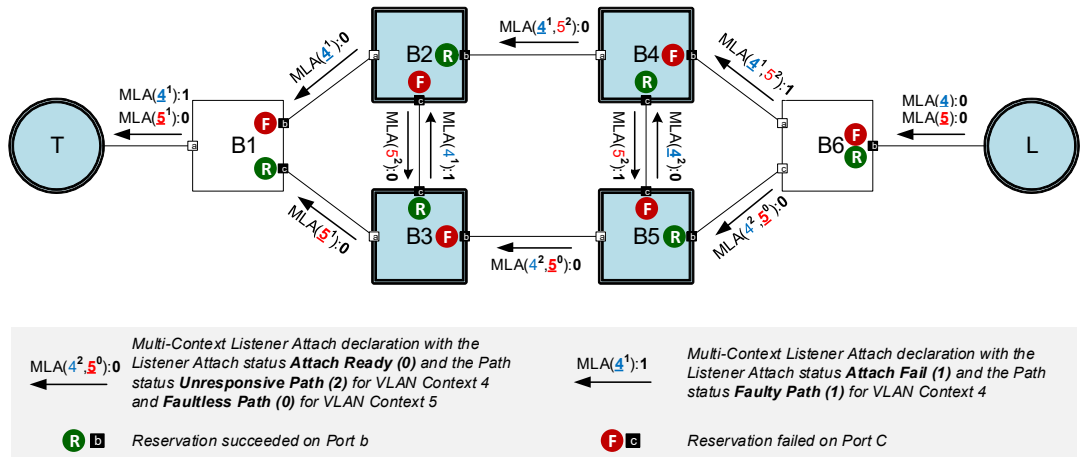 MLA(4¹,5²):0
B2
R
b
a
B4
F
b
MLA(4¹):0
a
F
c
R
c
MLA(4¹,5²):1
MLA(4¹):1
MLA(5¹):0
T
a
B1
F
b
R
c
MLA(5²):0
MLA(4¹):1
MLA(5²):1
MLA(4²):0
a
c
B6
F
R
b
MLA(4):0
MLA(5):0
L
MLA(5¹):0
c
R
a
B3
F
b
MLA(4²,5⁰):0
c
F
a
B5
R
b
MLA(4²,5⁰):0
MLA(4²,5⁰):0
Multi-Context Listener Attach declaration with the
Listener Attach status Attach Ready (0) and the Path
status Unresponsive Path (2) for VLAN Context 4
and Faultless Path (0) for VLAN Context 5
MLA(4¹):1
Multi-Context Listener Attach declaration with the
Listener Attach status Attach Fail (1) and the Path
status Faulty Path (1) for VLAN Context 4
R b Reservation succeeded on Port b
F c Reservation failed on Port C